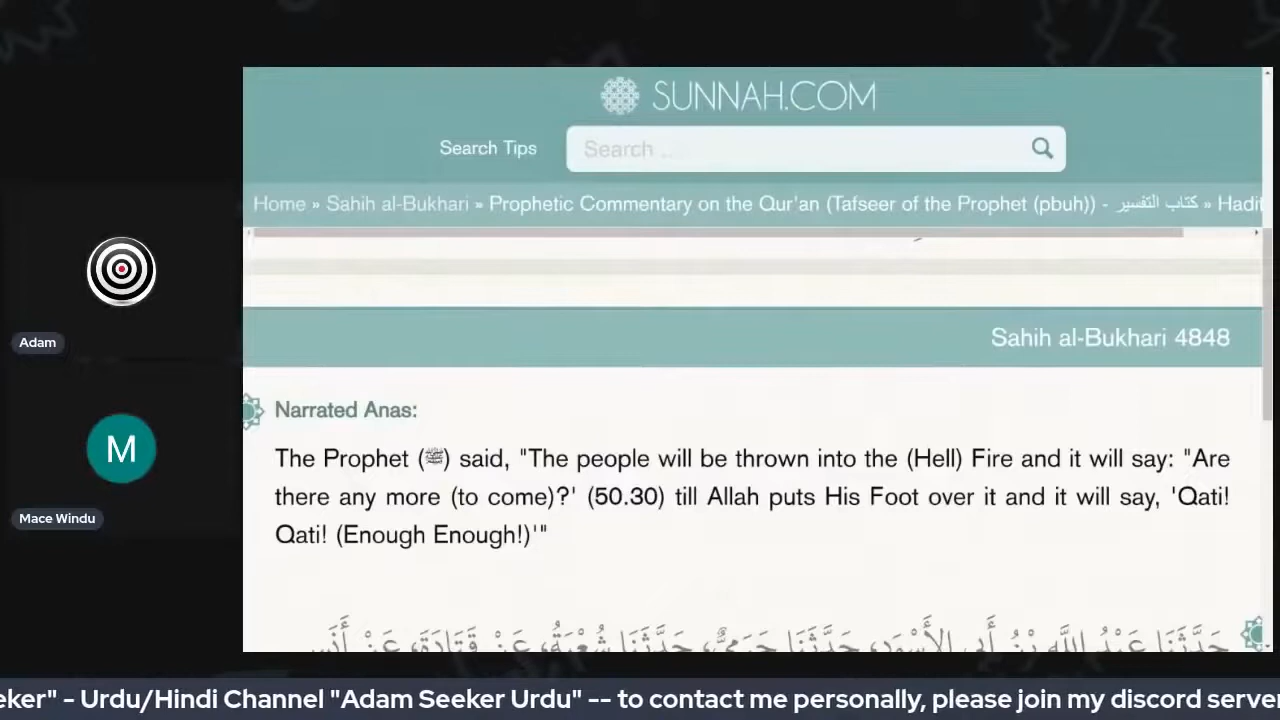 SUNNAH.COM
Search Tips
Search ...
Home » Sahih al-Bukhari » Prophetic Commentary on the Qur'an (Tafseer of the Prophet (pbuh)) - كتاب التفسير » Hadit
Sahih al-Bukhari 4848
Narrated Anas:
The Prophet (ﷺ) said, "The people will be thrown into the (Hell) Fire and it will say: "Are
there any more (to come)?' (50.30) till Allah puts His Foot over it and it will say, 'Qati!
Qati! (Enough Enough!)'"
حَدَّثَنَا عَبْدُ اللَّهِ بْنُ أَبِي الأَسْوَدِ، حَدَّثَنَا حَرَمِيٌّ، حَدَّثَنَا شُعْبَةُ، عَنْ قَتَادَةَ، عَنْ أَنَسٍ
Adam
M
Mace Windu
eker" - Urdu/Hindi Channel "Adam Seeker Urdu" -- to contact me personally, please join my discord server